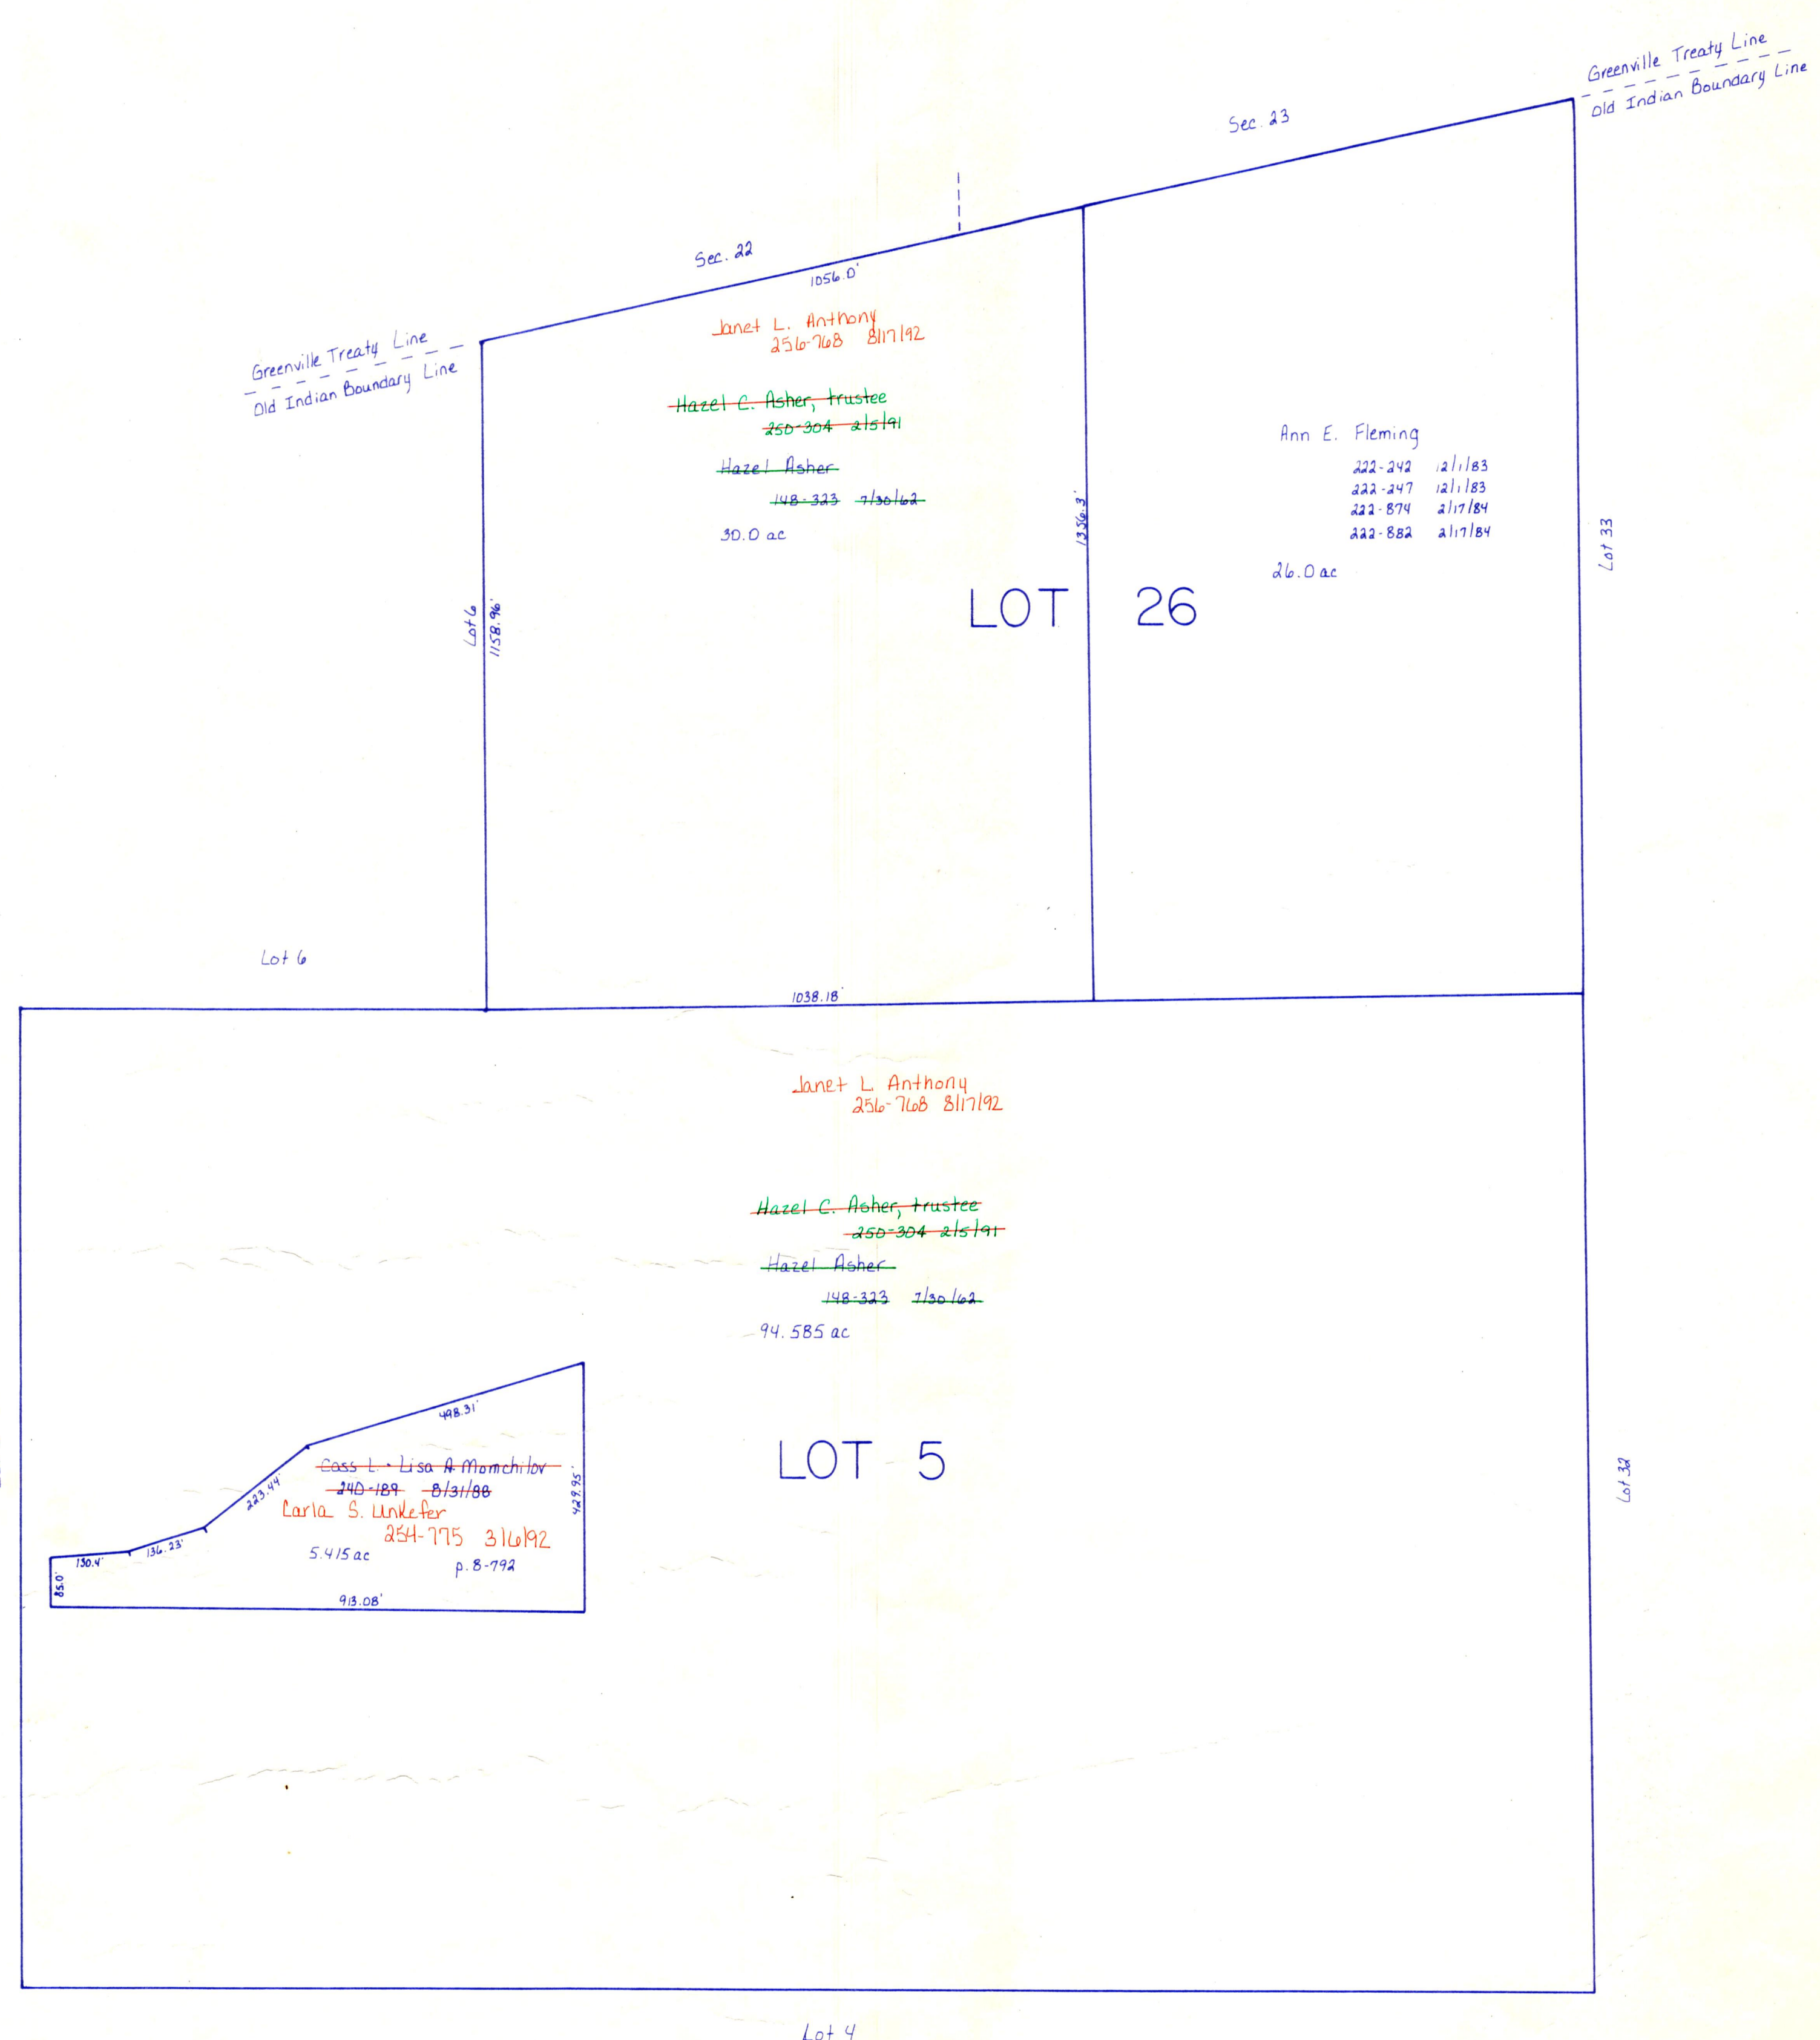 Greenville Treaty Line
Old Indian Boundary Line
Sec. 23
Sec. 22
1056.0'
Greenville Treaty Line
Old Indian Boundary Line
Janet L. Anthony
256-768 8/17/92
Hazel C. Asher, trustee
250-304 2/5/91
Hazel Asher
148-323 7/30/62
30.0 ac
Ann E. Fleming
222-242 12/1/83
222-247 12/1/83
222-874 2/17/84
222-882 2/17/84
26.0 ac
1356.3'
Lot 33
LOT 26
Lot 6
1158.96'
Lot 6
1038.18'
Janet L. Anthony
256-768 8/17/92
Hazel C. Asher, trustee
250-304 2/5/91
Hazel Asher
148-323 7/30/62
94.585 ac
LOT 5
498.31'
Cass L. - Lisa A. Momchilov
240-189 8/31/88
Carla S. Unkefer
254-775 3/6/92
5.415 ac
p. 8-792
223.44'
429.95'
136.23'
130.4'
85.0'
913.08'
Lot 32
Lot 4